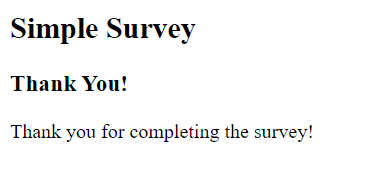 Simple Survey
Thank You!
Thank you for completing the survey!